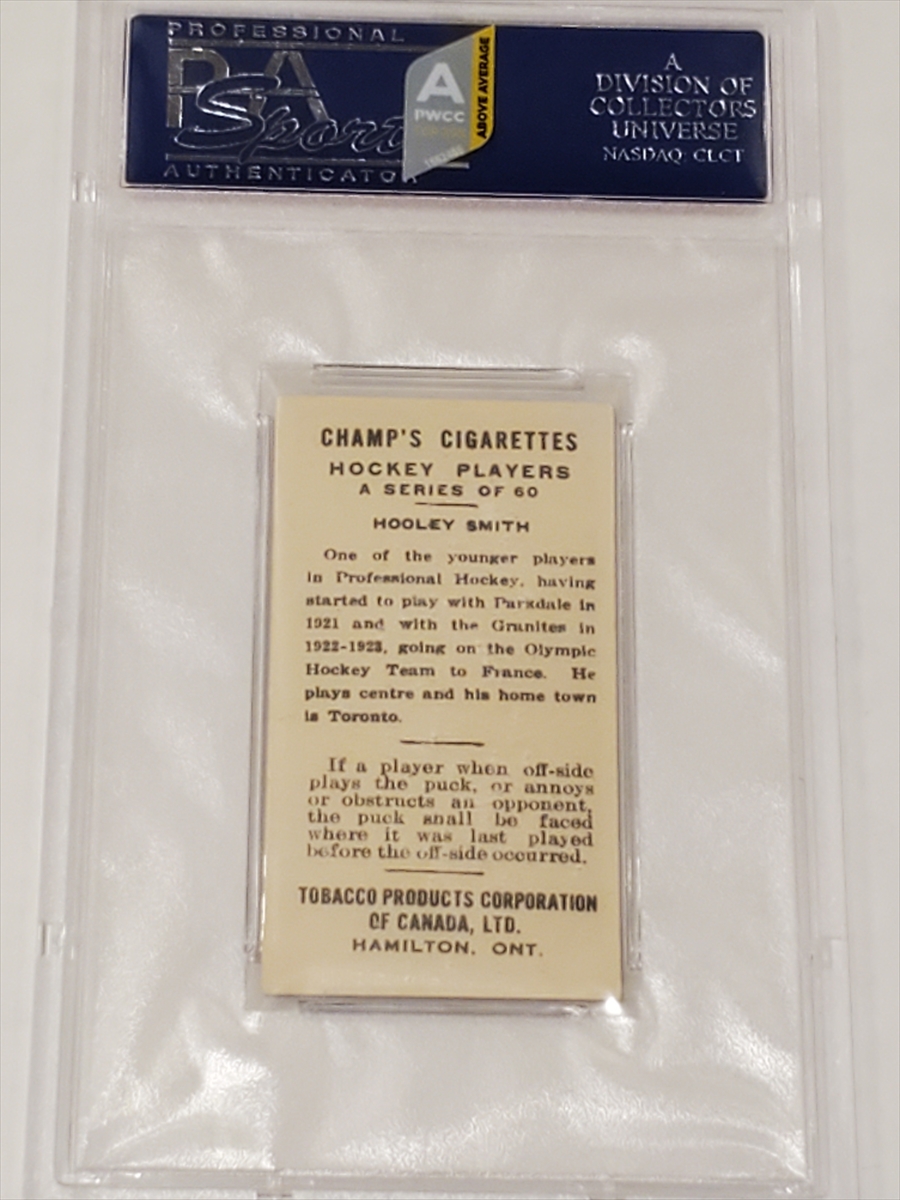 PROFESSIONAL
PSA
Sports
AUTHENTICATOR
A
PWCC
ABOVE AVERAGE
A
DIVISION OF
COLLECTORS
UNIVERSE
NASDAQ CLCT
CHAMP'S CIGARETTES
HOCKEY PLAYERS
A SERIES OF 60
HOOLEY SMITH
One of the younger players
in Professional Hockey, having
started to play with Parkdale in
1921 and with the Granites in
1922-1923, going on the Olympic
Hockey Team to France. He
plays centre and his home town
is Toronto.
If a player when off-side
plays the puck, or annoys
or obstructs an opponent,
the puck shall be faced
where it was last played
before the off-side occurred.
TOBACCO PRODUCTS CORPORATION
OF CANADA, LTD.
HAMILTON. ONT.